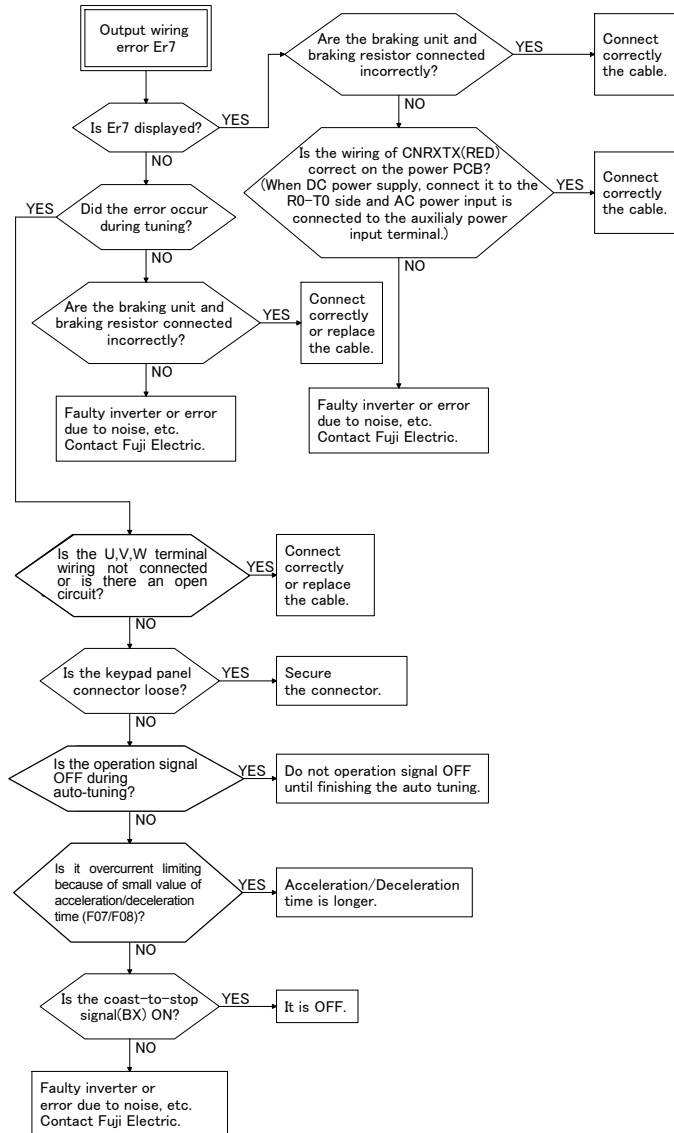 Output wiring
error Er7
Is Er7 displayed?
YES
NO
Are the braking unit and
braking resistor connected
incorrectly?
YES
NO
Connect
correctly
the cable.
Is the wiring of CNRXTX(RED)
correct on the power PCB?
(When DC power supply, connect it to the
R0-T0 side and AC power input is
connected to the auxilialy power
input terminal.)
YES
NO
Connect
correctly
the cable.
Faulty inverter or error
due to noise, etc.
Contact Fuji Electric.
YES
Did the error occur
during tuning?
NO
Are the braking unit and
braking resistor connected
incorrectly?
YES
NO
Connect
correctly
or replace
the cable.
Faulty inverter or error
due to noise, etc.
Contact Fuji Electric.
Is the U,V,W terminal
wiring not connected
or is there an open
circuit?
YES
NO
Connect
correctly
or replace
the cable.
Is the keypad panel
connector loose?
YES
NO
Secure
the connector.
Is the operation signal
OFF during
auto-tuning?
YES
NO
Do not operation signal OFF
until finishing the auto tuning.
Is it overcurrent limiting
because of small value of
acceleration/deceleration
time (F07/F08)?
YES
NO
Acceleration/Deceleration
time is longer.
Is the coast-to-stop
signal(BX) ON?
YES
NO
It is OFF.
Faulty inverter or
error due to noise, etc.
Contact Fuji Electric.